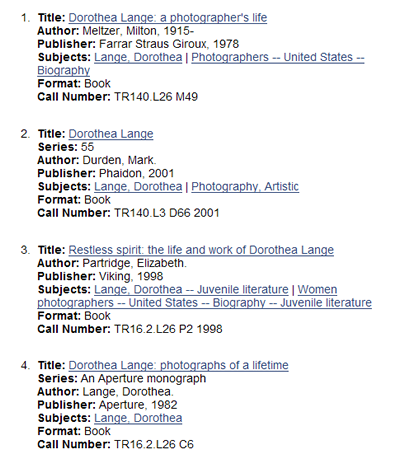 1. Title: Dorothea Lange: a photographer's life
Author: Meltzer, Milton, 1915-
Publisher: Farrar Straus Giroux, 1978
Subjects: Lange, Dorothea | Photographers -- United States --
Biography
Format: Book
Call Number: TR140.L26 M49
2. Title: Dorothea Lange
Series: 55
Author: Durden, Mark.
Publisher: Phaidon, 2001
Subjects: Lange, Dorothea | Photography, Artistic
Format: Book
Call Number: TR140.L3 D66 2001
3. Title: Restless spirit: the life and work of Dorothea Lange
Author: Partridge, Elizabeth.
Publisher: Viking, 1998
Subjects: Lange, Dorothea -- Juvenile literature | Women
photographers -- United States -- Biography -- Juvenile literature
Format: Book
Call Number: TR16.2.L26 P2 1998
4. Title: Dorothea Lange: photographs of a lifetime
Series: An Aperture monograph
Author: Lange, Dorothea.
Publisher: Aperture, 1982
Subjects: Lange, Dorothea
Format: Book
Call Number: TR16.2.L26 C6